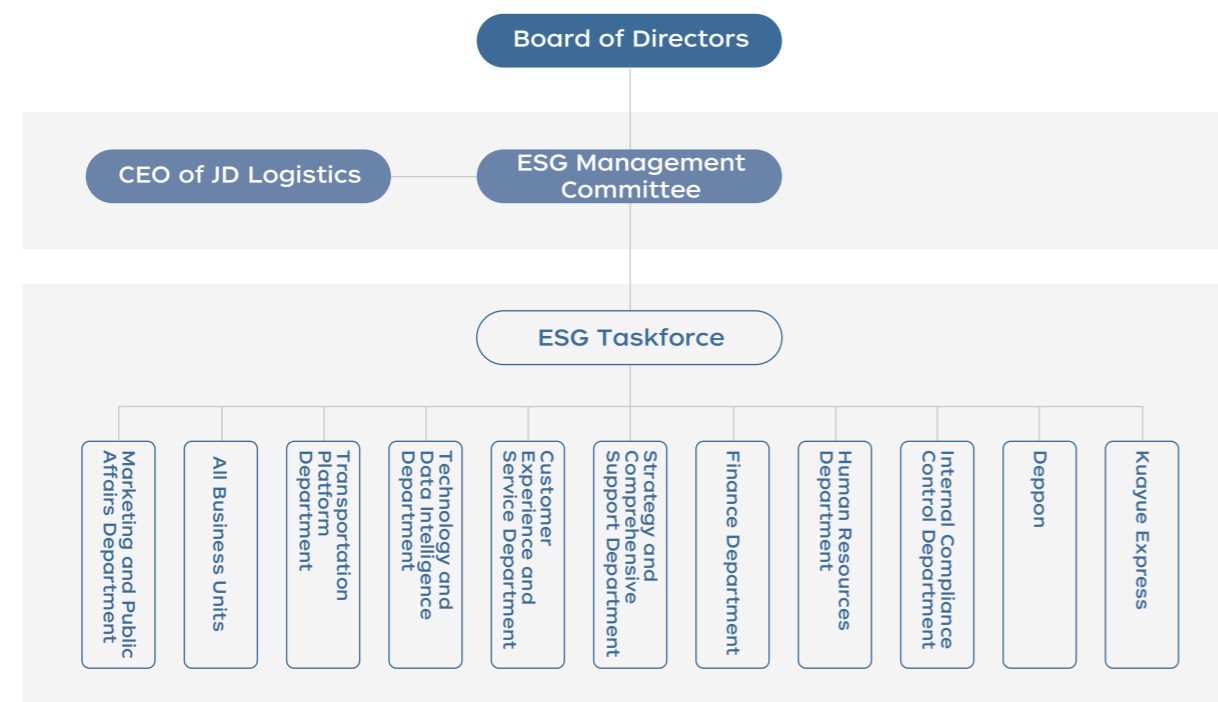 Board of Directors
CEO of JD Logistics
ESG Management
Committee
ESG Taskforce
Marketing and Public
Affairs Department
All Business Units
Transportation
Platform
Department
Technology and
Data Intelligence
Department
Customer
Experience and
Service Department
Strategy and
Comprehensive
Support Department
Finance Department
Human Resources
Department
Internal Compliance
Control Department
Deppon
Kuayue Express